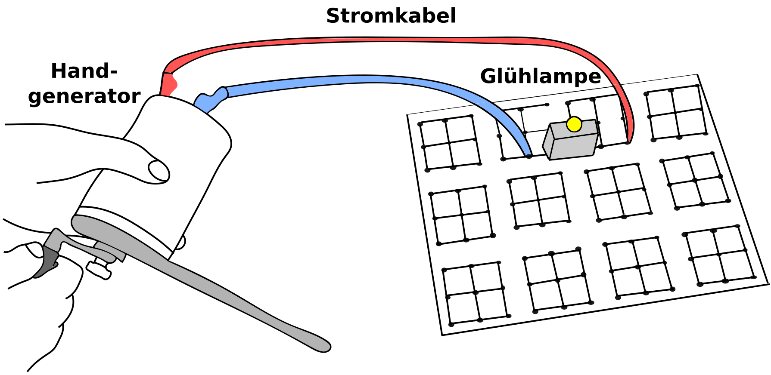 Stromkabel
Hand-
generator
Glühlampe